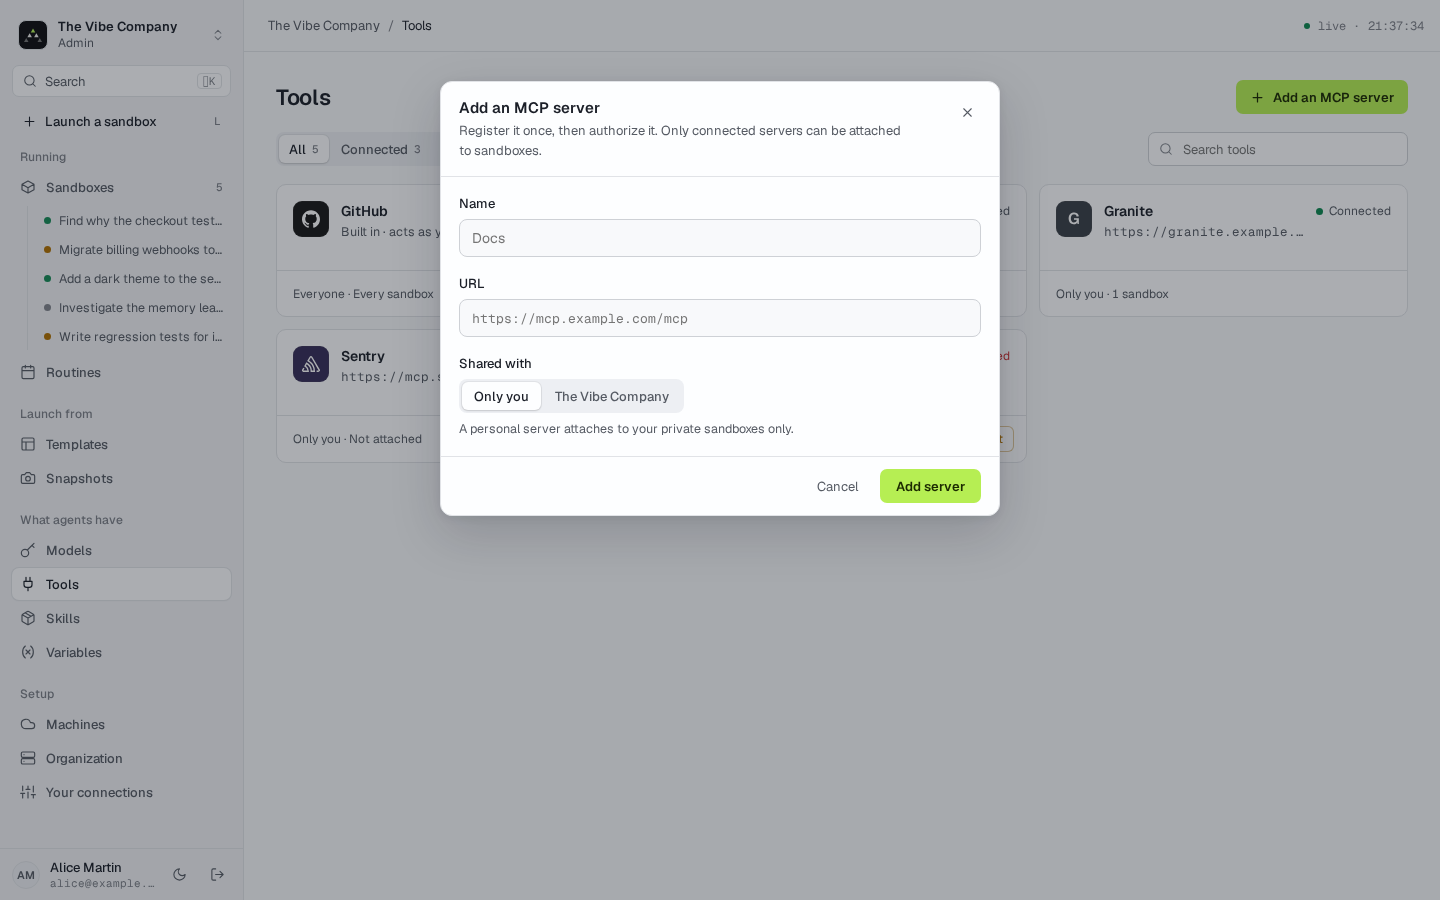 The Vibe Company
Admin
Search
K
Launch a sandbox
L
Running
Sandboxes
5
Find why the checkout test…
Migrate billing webhooks to…
Add a dark theme to the se…
Investigate the memory lea…
Write regression tests for i…
Routines
Launch from
Templates
Snapshots
What agents have
Models
Tools
Skills
Variables
Setup
Machines
Organization
Your connections
AM
Alice Martin
alice@example.…
The Vibe Company / Tools
live · 21:37:34
Tools
Add an MCP server
All 5
Connected 3
Search tools
GitHub
Built in · acts as y
Everyone · Every sandbox
ed
G
Granite
https://granite.example.…
Connected
Only you · 1 sandbox
Sentry
https://mcp.s
Only you · Not attached
ed
t
Add an MCP server
Register it once, then authorize it. Only connected servers can be attached
to sandboxes.
Name
Docs
URL
https://mcp.example.com/mcp
Shared with
Only you
The Vibe Company
A personal server attaches to your private sandboxes only.
Cancel
Add server